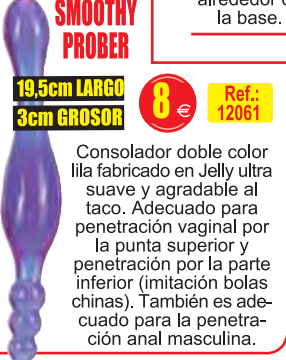 SMOOTHY
PROBER
la base.
19,5cm LARGO
3cm GROSOR
8 €
Ref.:
12061
Consolador doble color
lila fabricado en Jelly ultra
suave y agradable al
taco. Adecuado para
penetración vaginal por
la punta superior y
penetración por la parte
inferior (imitación bolas
chinas). También es ade-
cuado para la penetra-
ción anal masculina.